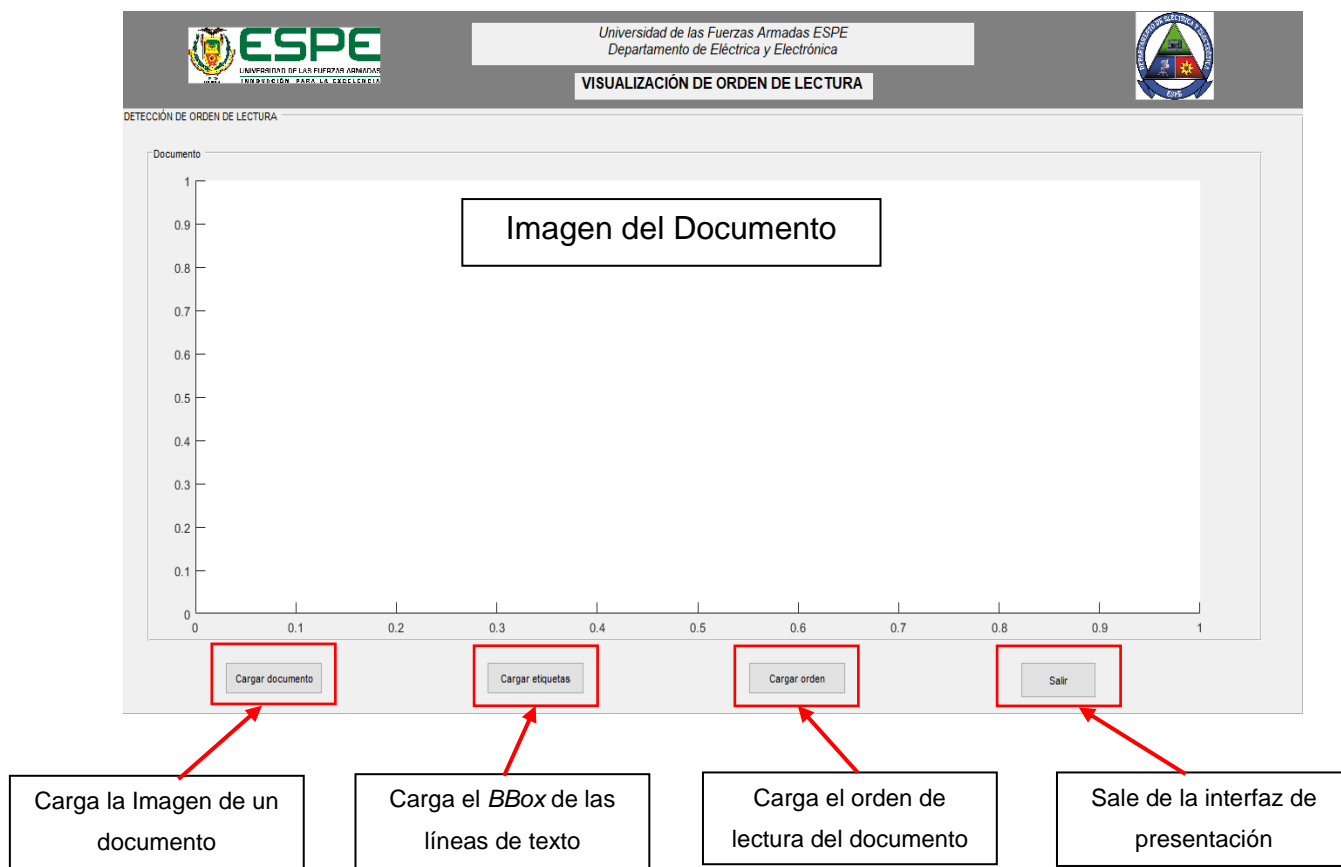 ESPE
UNIVERSIDAD DE LAS FUERZAS ARMADAS
INNOVACIÓN PARA LA EXCELENCIA
Universidad de las Fuerzas Armadas ESPE
Departamento de Eléctrica y Electrónica
VISUALIZACIÓN DE ORDEN DE LECTURA
DEPARTAMENTO DE ELÉCTRICA Y ELECTRÓNICA
ESPE
DETECCIÓN DE ORDEN DE LECTURA
Documento
Imagen del Documento
1
0.9
0.8
0.7
0.6
0.5
0.4
0.3
0.2
0.1
0
0 0.1 0.2 0.3 0.4 0.5 0.6 0.7 0.8 0.9 1
Cargar documento
Cargar etiquetas
Cargar orden
Salir
Carga la Imagen de un
documento
Carga el BBox de las
líneas de texto
Carga el orden de
lectura del documento
Sale de la interfaz de
presentación